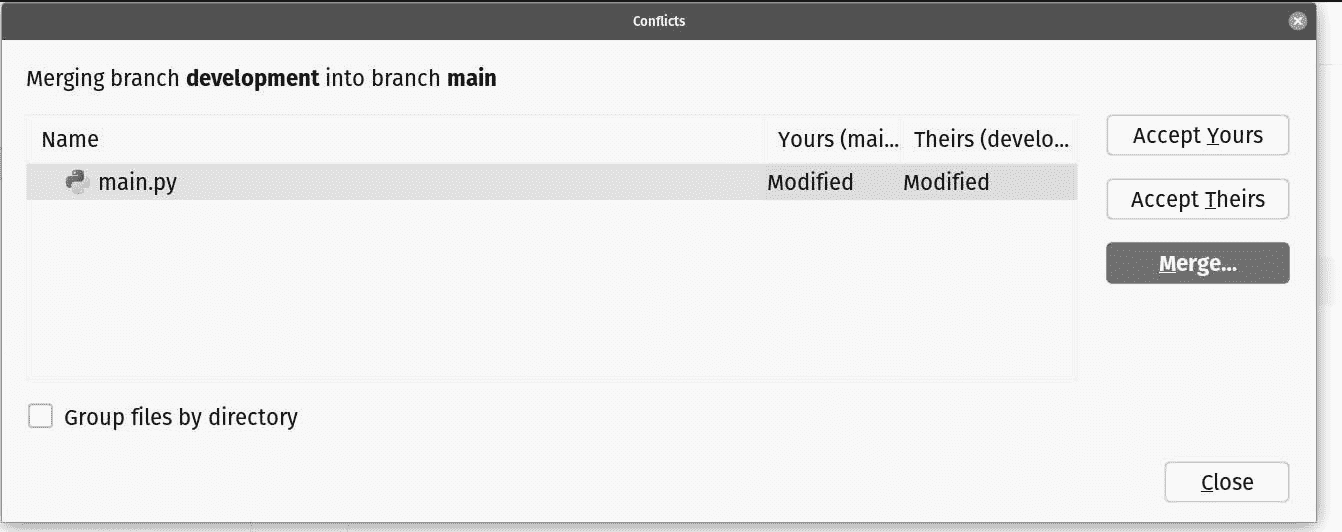 Conflicts
Merging branch development into branch main
Name Yours (mai... Theirs (develo...
main.py Modified Modified
Accept Yours
Accept Theirs
Merge...
Group files by directory
Close